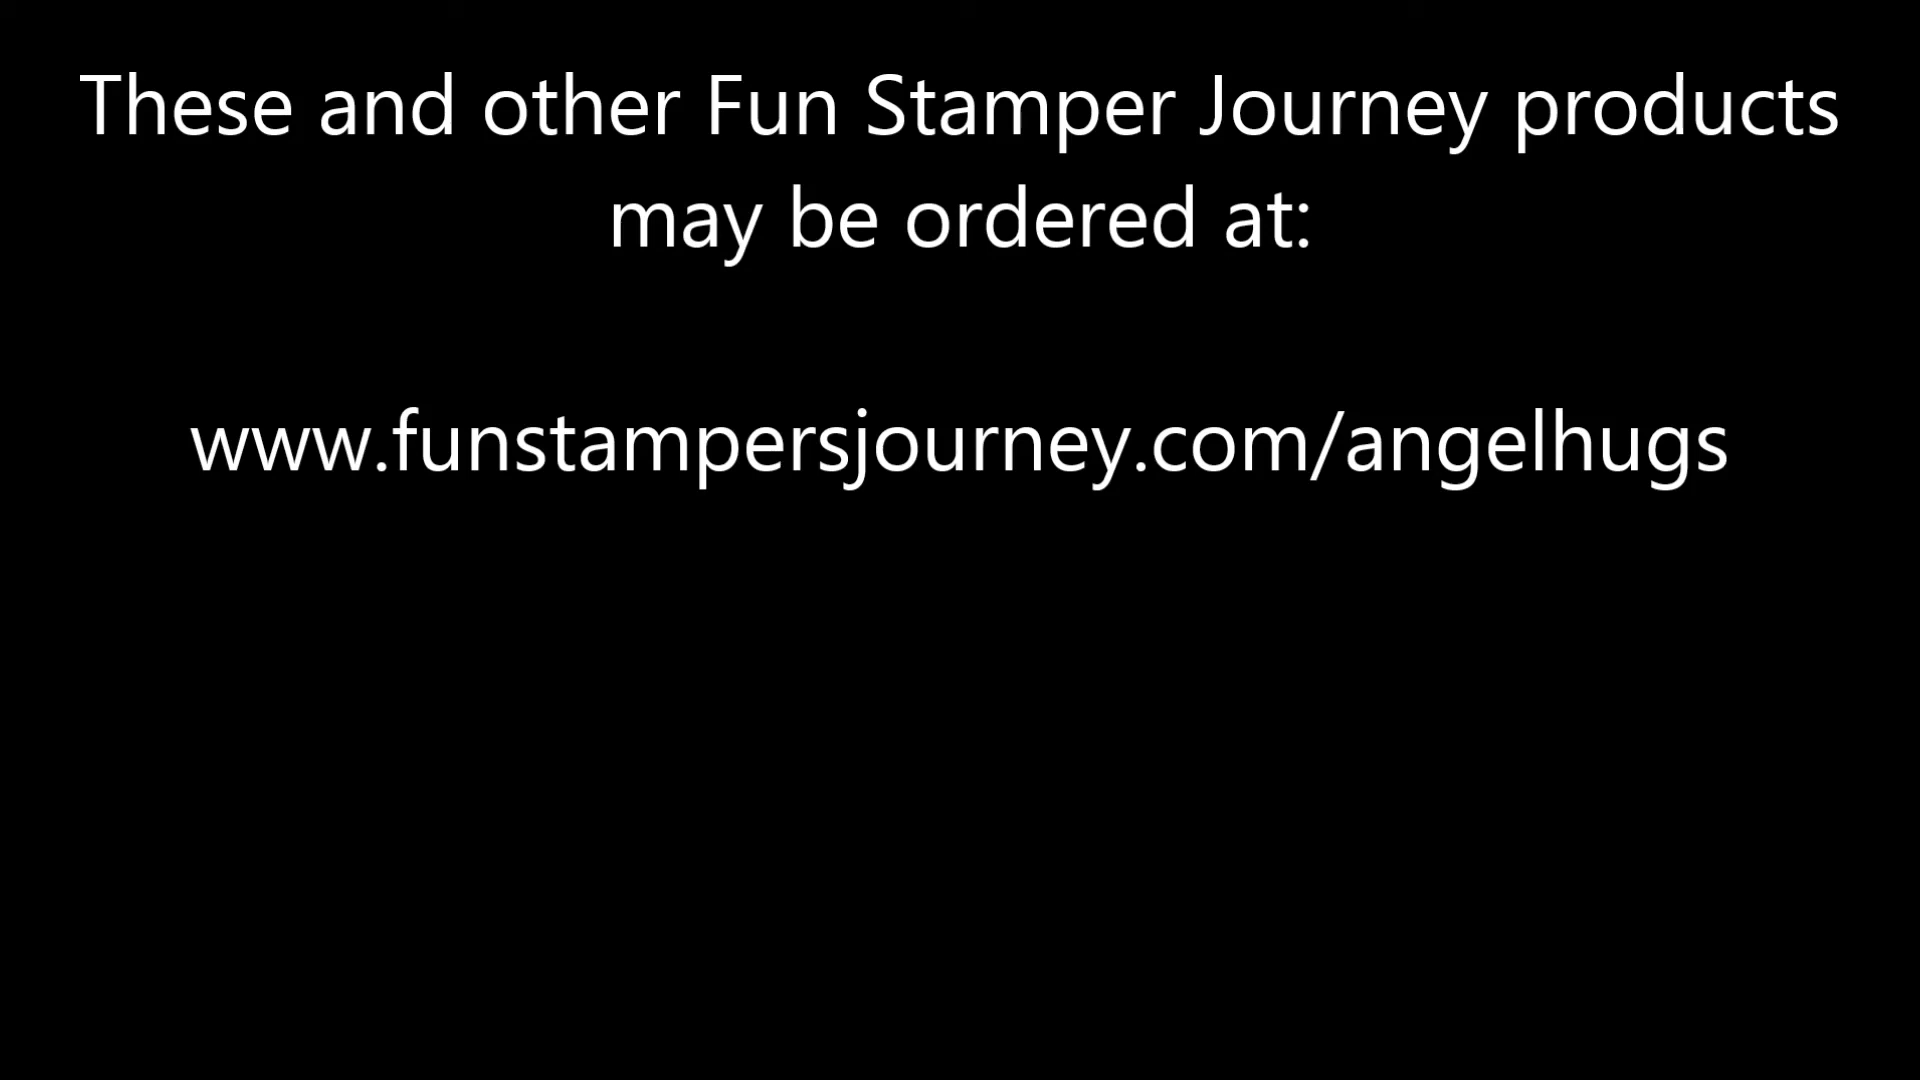 These and other Fun Stamper Journey products
may be ordered at:
www.funstampersjourney.com/angelhugs